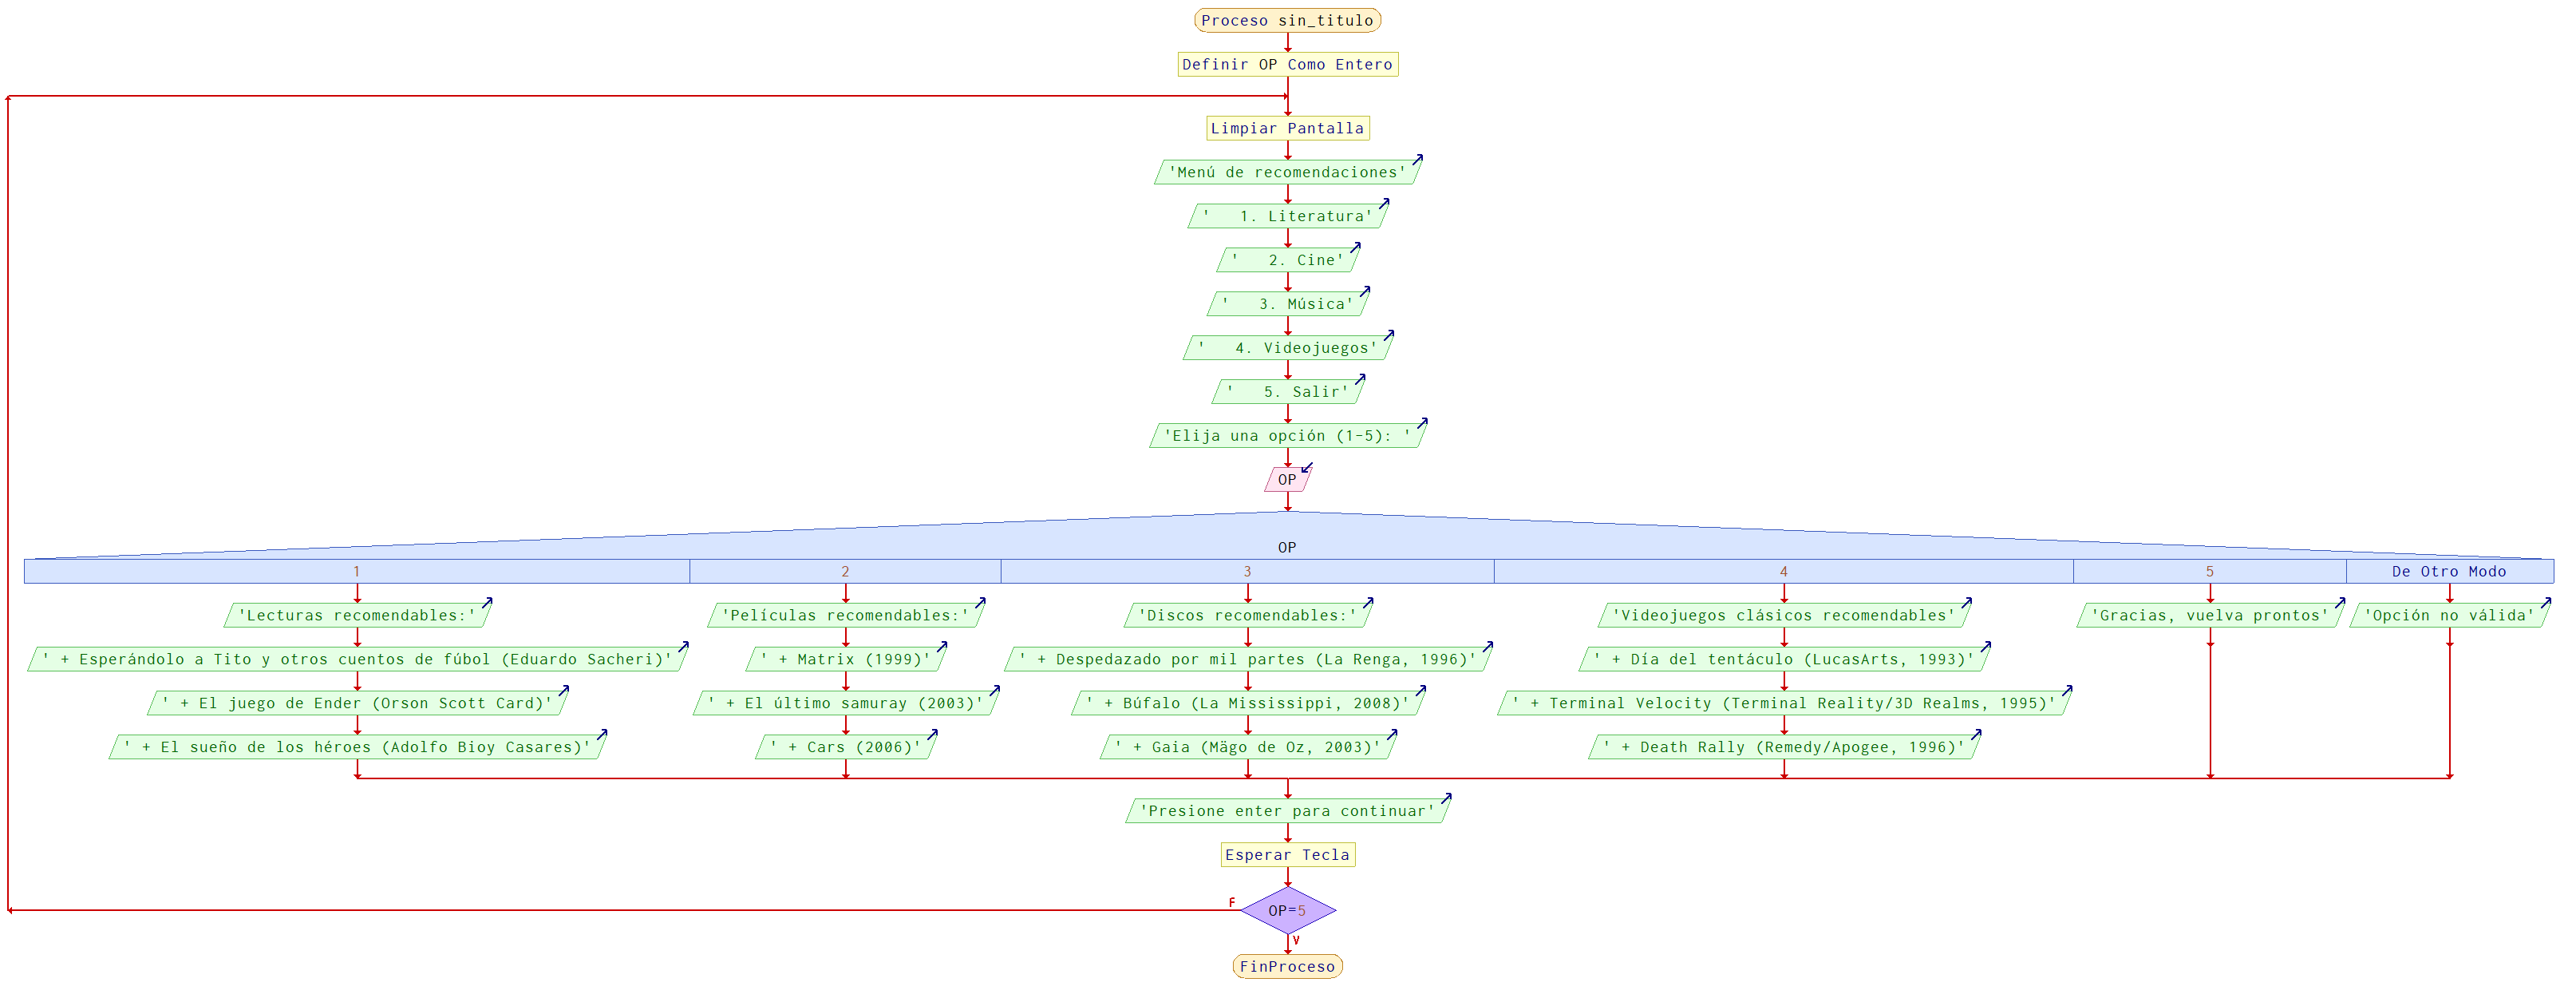 Proceso sin_titulo
Definir OP Como Entero
Limpiar Pantalla
'Menú de recomendaciones'
'   1. Literatura'
'   2. Cine'
'   3. Música'
'   4. Videojuegos'
'   5. Salir'
'Elija una opción (1-5): '
OP
OP
1 2 3 4 5 De Otro Modo
'Lecturas recomendables:' 'Películas recomendables:' 'Discos recomendables:' 'Videojuegos clásicos recomendables' 'Gracias, vuelva prontos' 'Opción no válida'
' + Esperándolo a Tito y otros cuentos de fúbol (Eduardo Sacheri)' ' + Matrix (1999)' ' + Despedazado por mil partes (La Renga, 1996)' ' + Día del tentáculo (LucasArts, 1993)'
' + El juego de Ender (Orson Scott Card)' ' + El último samuray (2003)' ' + Búfalo (La Mississippi, 2008)' ' + Terminal Velocity (Terminal Reality/3D Realms, 1995)'
' + El sueño de los héroes (Adolfo Bioy Casares)' ' + Cars (2006)' ' + Gaia (Mägo de Oz, 2003)' ' + Death Rally (Remedy/Apogee, 1996)'
'Presione enter para continuar'
Esperar Tecla
F
OP=5
V
FinProceso